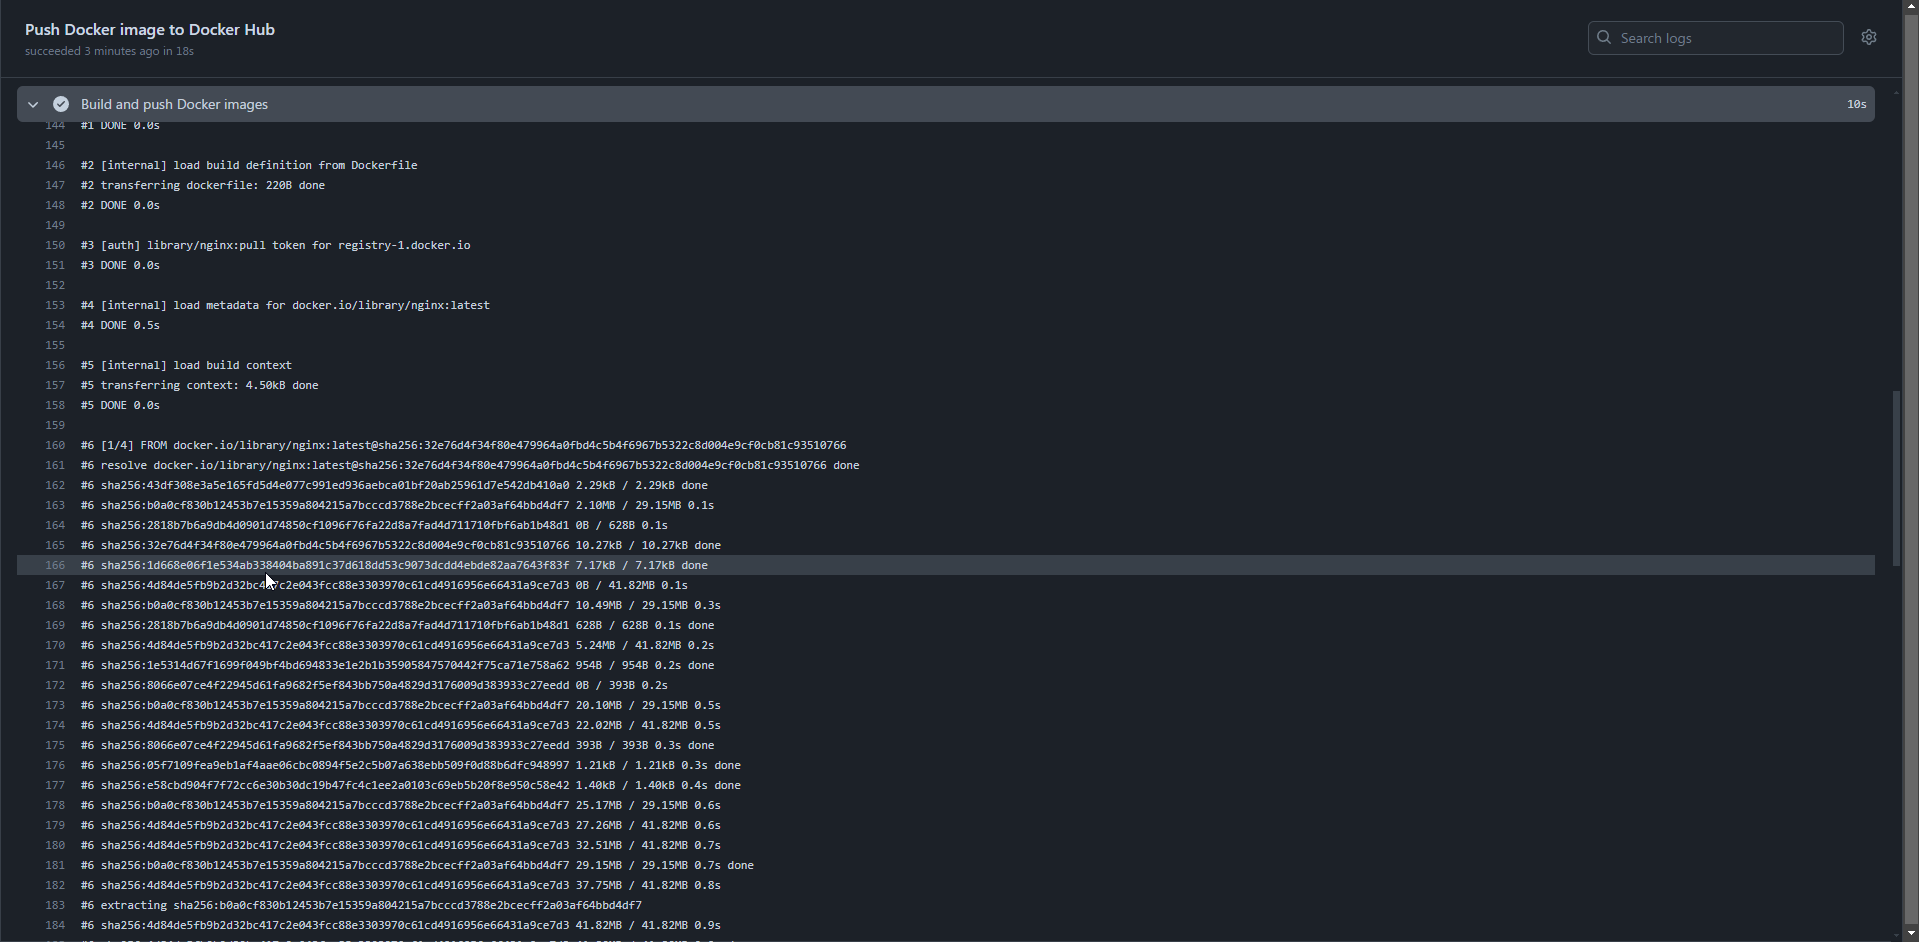 Push Docker image to Docker Hub
succeeded 3 minutes ago in 18s
Search logs
Build and push Docker images 10s
144 #1 DONE 0.0s
145
146 #2 [internal] load build definition from Dockerfile
147 #2 transferring dockerfile: 220B done
148 #2 DONE 0.0s
149
150 #3 [auth] library/nginx:pull token for registry-1.docker.io
151 #3 DONE 0.0s
152
153 #4 [internal] load metadata for docker.io/library/nginx:latest
154 #4 DONE 0.5s
155
156 #5 [internal] load build context
157 #5 transferring context: 4.50kB done
158 #5 DONE 0.0s
159
160 #6 [1/4] FROM docker.io/library/nginx:latest@sha256:32e76d4f34f80e479964a0fbd4c5b4f6967b5322c8d004e9cf0cb81c93510766
161 #6 resolve docker.io/library/nginx:latest@sha256:32e76d4f34f80e479964a0fbd4c5b4f6967b5322c8d004e9cf0cb81c93510766 done
162 #6 sha256:43df308e3a5e165fd5d4e077c991ed936aebca01bf20ab25961d7e542db410a0 2.29kB / 2.29kB done
163 #6 sha256:b0a0cf830b12453b7e15359a804215a7bcccd3788e2bcecff2a03af64bbd4df7 2.10MB / 29.15MB 0.1s
164 #6 sha256:2818b7b6a9db4d0901d74850cf1096f76fa22d8a7fad4d711710fbf6ab1b48d1 0B / 628B 0.1s
165 #6 sha256:32e76d4f34f80e479964a0fbd4c5b4f6967b5322c8d004e9cf0cb81c93510766 10.27kB / 10.27kB done
166 #6 sha256:1d668e06f1e534ab338404ba891c37d618dd53c9073dcdd4ebde82aa7643f83f 7.17kB / 7.17kB done
167 #6 sha256:4d84de5fb9b2d32bc417c2e043fcc88e3303970c61cd4916956e66431a9ce7d3 0B / 41.82MB 0.1s
168 #6 sha256:b0a0cf830b12453b7e15359a804215a7bcccd3788e2bcecff2a03af64bbd4df7 10.49MB / 29.15MB 0.3s
169 #6 sha256:2818b7b6a9db4d0901d74850cf1096f76fa22d8a7fad4d711710fbf6ab1b48d1 628B / 628B 0.1s done
170 #6 sha256:4d84de5fb9b2d32bc417c2e043fcc88e3303970c61cd4916956e66431a9ce7d3 5.24MB / 41.82MB 0.2s
171 #6 sha256:1e5314d67f1699f049bf4bd694833e1e2b1b35905847570442f75ca71e758a62 954B / 954B 0.2s done
172 #6 sha256:8066e07ce4f22945d61fa9682f5ef843bb750a4829d3176009d383933c27eedd 0B / 393B 0.2s
173 #6 sha256:b0a0cf830b12453b7e15359a804215a7bcccd3788e2bcecff2a03af64bbd4df7 20.10MB / 29.15MB 0.5s
174 #6 sha256:4d84de5fb9b2d32bc417c2e043fcc88e3303970c61cd4916956e66431a9ce7d3 22.02MB / 41.82MB 0.5s
175 #6 sha256:8066e07ce4f22945d61fa9682f5ef843bb750a4829d3176009d383933c27eedd 393B / 393B 0.3s done
176 #6 sha256:05f7109fea9eb1af4aae06cbc0894f5e2c5b07a638ebb509f0d88b6dfc948997 1.21kB / 1.21kB 0.3s done
177 #6 sha256:e58cbd904f7f72cc6e30b30dc19b47fc4c1ee2a0103c69eb5b20f8e950c58e42 1.40kB / 1.40kB 0.4s done
178 #6 sha256:b0a0cf830b12453b7e15359a804215a7bcccd3788e2bcecff2a03af64bbd4df7 25.17MB / 29.15MB 0.6s
179 #6 sha256:4d84de5fb9b2d32bc417c2e043fcc88e3303970c61cd4916956e66431a9ce7d3 27.26MB / 41.82MB 0.6s
180 #6 sha256:4d84de5fb9b2d32bc417c2e043fcc88e3303970c61cd4916956e66431a9ce7d3 32.51MB / 41.82MB 0.7s
181 #6 sha256:b0a0cf830b12453b7e15359a804215a7bcccd3788e2bcecff2a03af64bbd4df7 29.15MB / 29.15MB 0.7s done
182 #6 sha256:4d84de5fb9b2d32bc417c2e043fcc88e3303970c61cd4916956e66431a9ce7d3 37.75MB / 41.82MB 0.8s
183 #6 extracting sha256:b0a0cf830b12453b7e15359a804215a7bcccd3788e2bcecff2a03af64bbd4df7
184 #6 sha256:4d84de5fb9b2d32bc417c2e043fcc88e3303970c61cd4916956e66431a9ce7d3 41.82MB / 41.82MB 0.9s